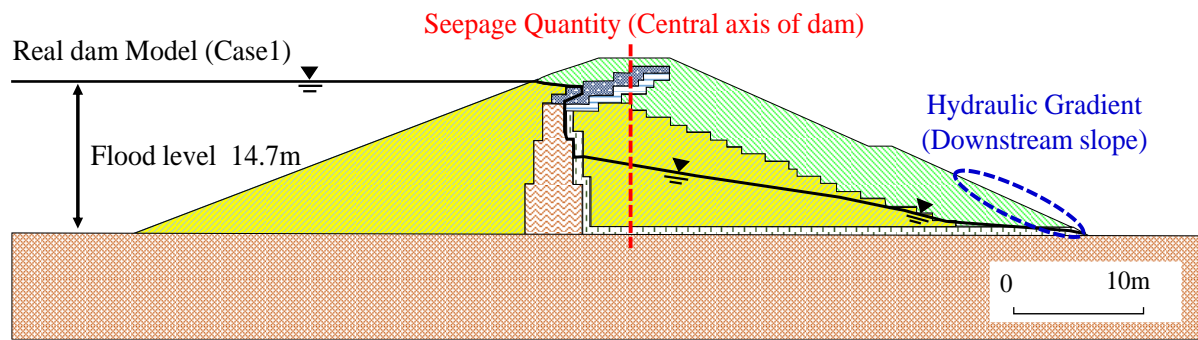 Seepage Quantity (Central axis of dam)
Real dam Model (Case1)
Hydraulic Gradient
(Downstream slope)
Flood level 14.7m
0 10m